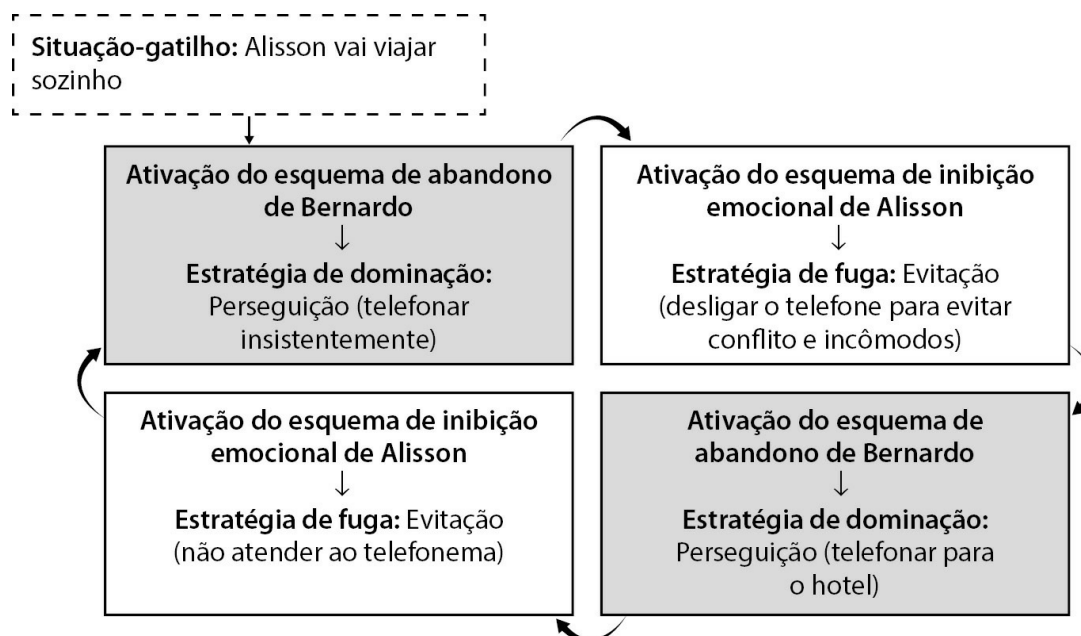 Situação-gatilho: Alisson vai viajar
sozinho
Ativação do esquema de abandono
de Bernardo
↓
Estratégia de dominação:
Perseguição (telefonar
insistentemente)
Ativação do esquema de inibição
emocional de Alisson
↓
Estratégia de fuga: Evitação
(desligar o telefone para evitar
conflito e incômodos)
Ativação do esquema de
abandono de Bernardo
↓
Estratégia de dominação:
Perseguição (telefonar para
o hotel)
Ativação do esquema de inibição
emocional de Alisson
↓
Estratégia de fuga: Evitação
(não atender ao telefonema)